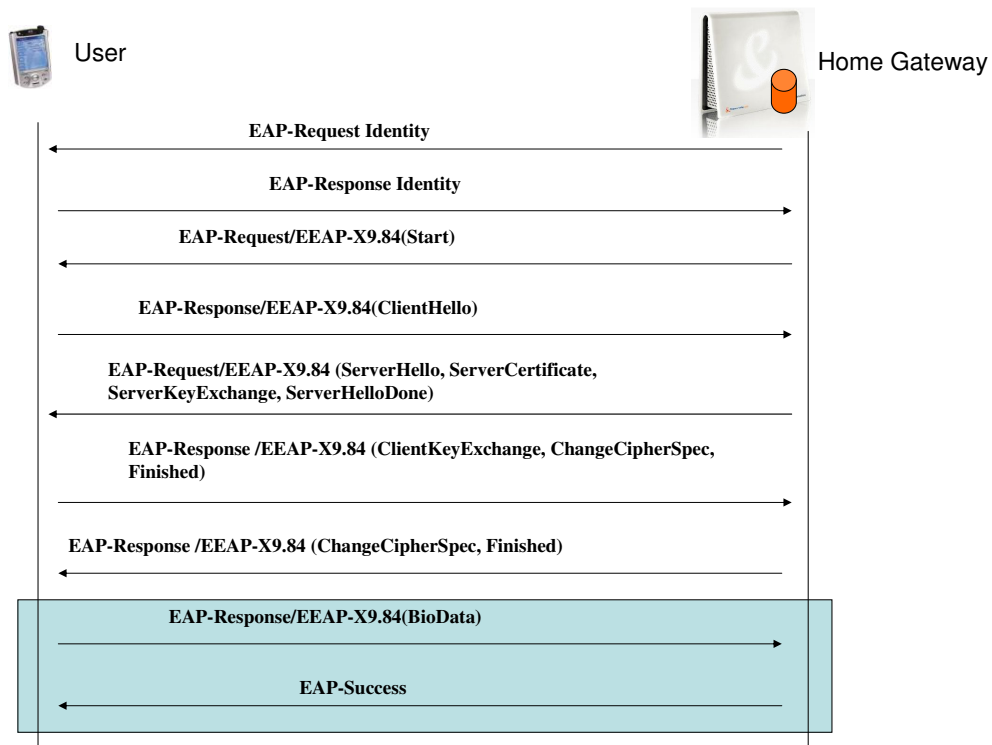 User
Home Gateway
EAP-Request Identity
EAP-Response Identity
EAP-Request/EEAP-X9.84(Start)
EAP-Response/EEAP-X9.84(ClientHello)
EAP-Request/EEAP-X9.84 (ServerHello, ServerCertificate,
ServerKeyExchange, ServerHelloDone)
EAP-Response /EEAP-X9.84 (ClientKeyExchange, ChangeCipherSpec,
Finished)
EAP-Response /EEAP-X9.84 (ChangeCipherSpec, Finished)
EAP-Response/EEAP-X9.84(BioData)
EAP-Success